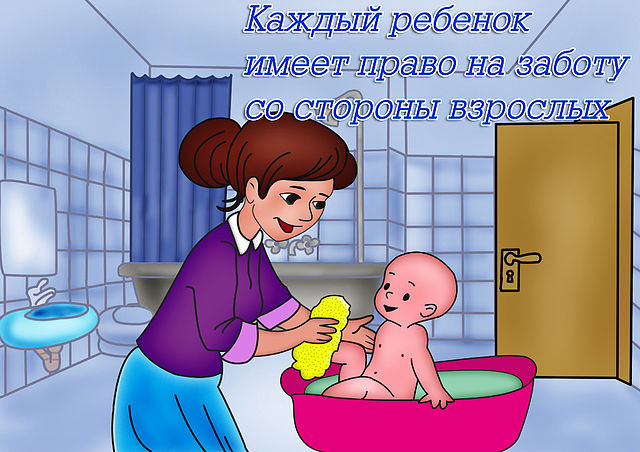 Каждый ребенок
имеет право на заботу
со стороны взрослых